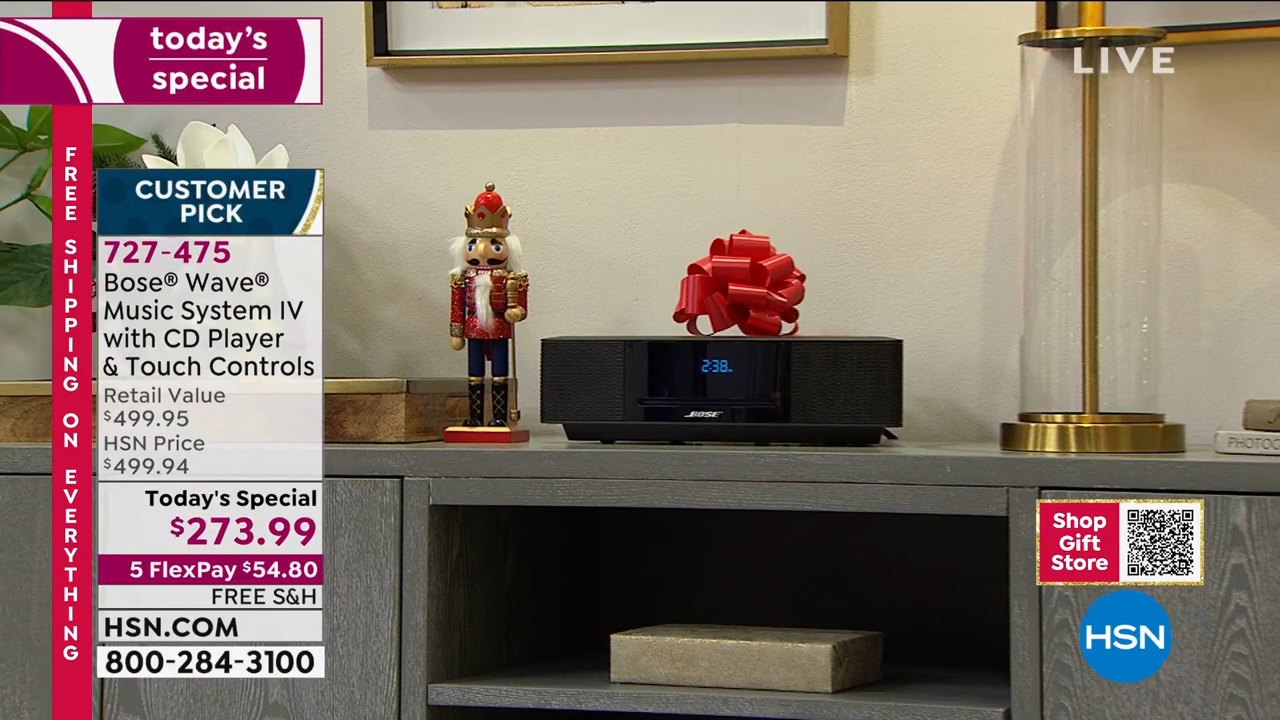 today's
special
LIVE
FREE SHIPPING ON EVERYTHING
CUSTOMER
PICK
727-475
Bose® Wave®
Music System IV
with CD Player
& Touch Controls
Retail Value
$499.95
HSN Price
$499.94
Today's Special
$273.99
5 FlexPay $54.80
FREE S&H
HSN.COM
800-284-3100
2:38
BOSE
PHOTOG
Shop
Gift
Store
HSN